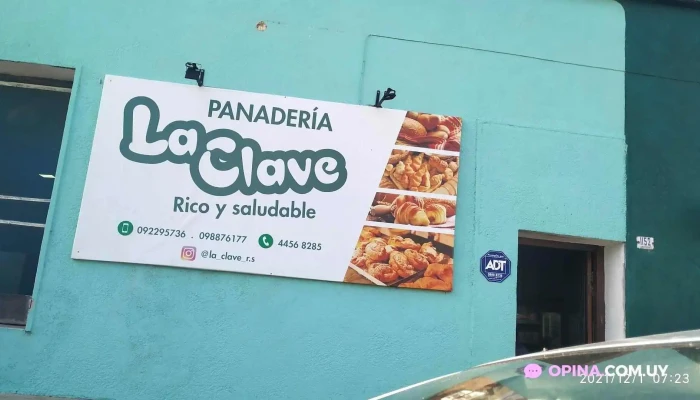 PANADERÍA
La Clave
Rico y saludable
092295736 . 098876177 4456 8285
@la_clave_r.s
ADT
1157
OPINA.COM.UY
2021/12/1 07:23